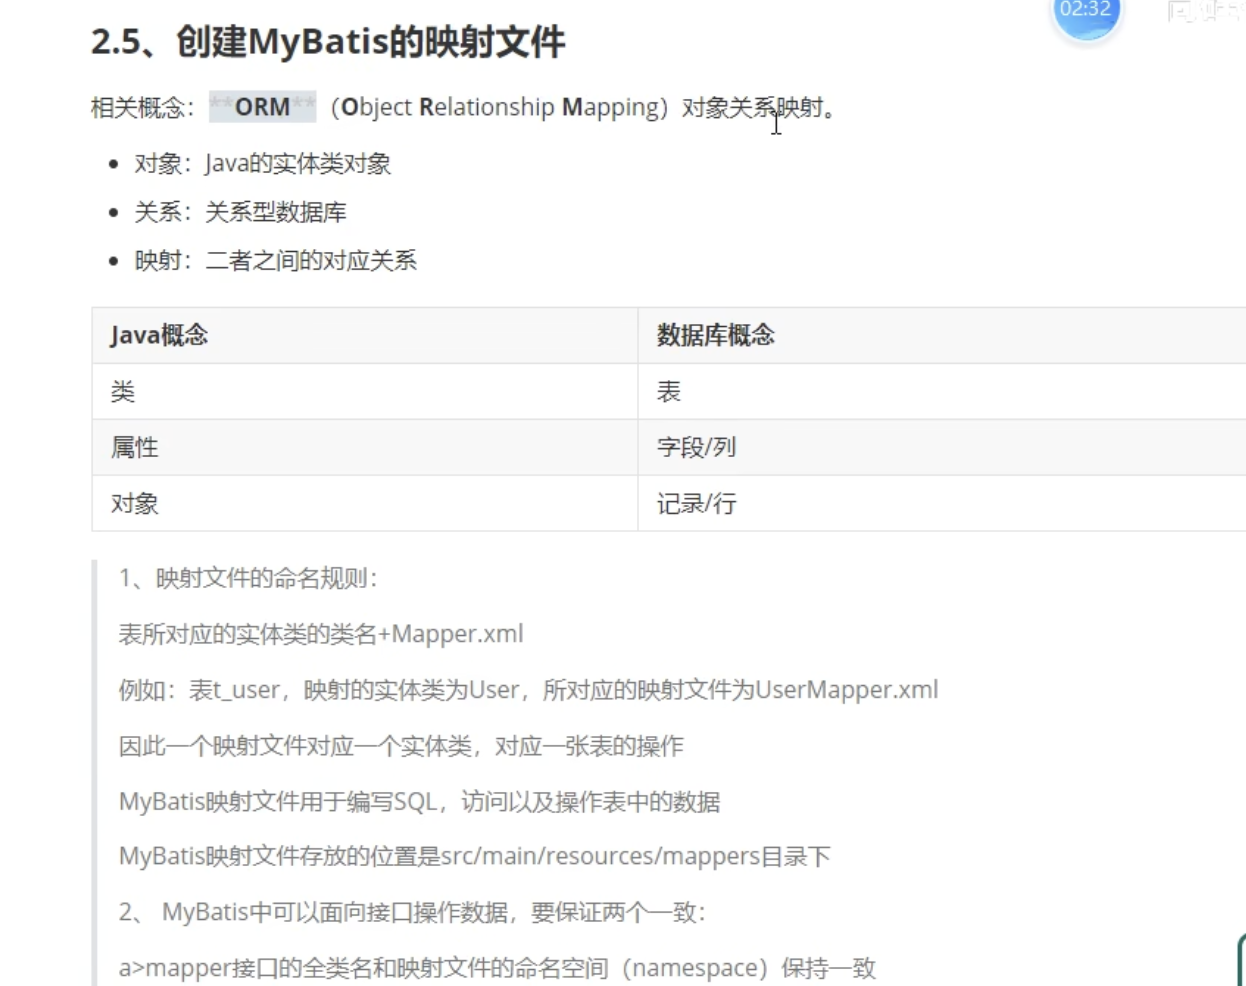 02:32
2.5、创建MyBatis的映射文件
相关概念：**ORM**（Object Relationship Mapping）对象关系映射。
对象：Java的实体类对象
关系：关系型数据库
映射：二者之间的对应关系
Java概念 数据库概念
类 表
属性 字段/列
对象 记录/行
1、映射文件的命名规则：
表所对应的实体类的类名+Mapper.xml
例如：表t_user，映射的实体类为User，所对应的映射文件为UserMapper.xml
因此一个映射文件对应一个实体类，对应一张表的操作
MyBatis映射文件用于编写SQL，访问以及操作表中的数据
MyBatis映射文件存放的位置是src/main/resources/mappers目录下
2、 MyBatis中可以面向接口操作数据，要保证两个一致：
a>mapper接口的全类名和映射文件的命名空间（namespace）保持一致